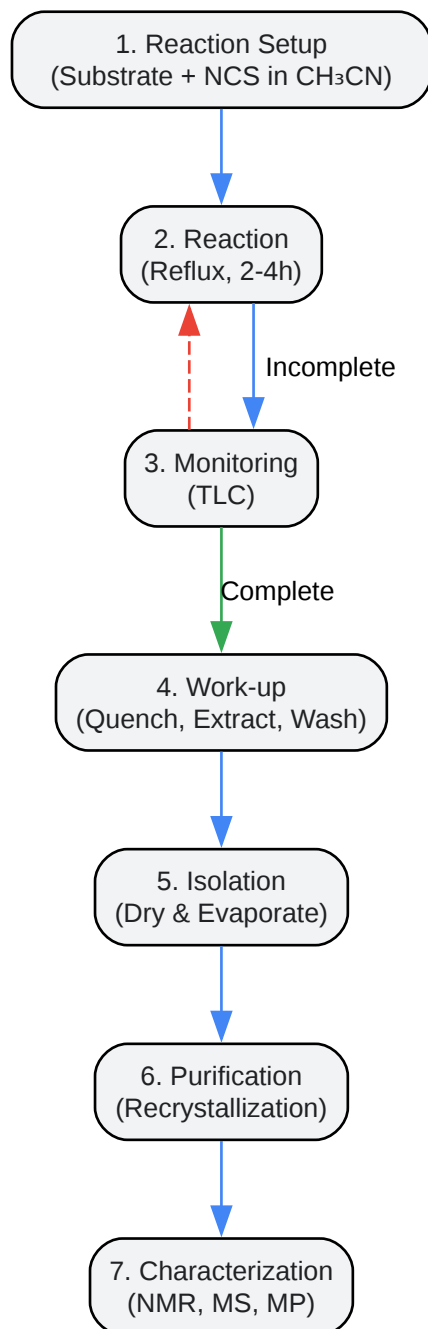 1. Reaction Setup
(Substrate + NCS in CH₃CN)
2. Reaction
(Reflux, 2-4h)
Incomplete
3. Monitoring
(TLC)
Complete
4. Work-up
(Quench, Extract, Wash)
5. Isolation
(Dry & Evaporate)
6. Purification
(Recrystallization)
7. Characterization
(NMR, MS, MP)